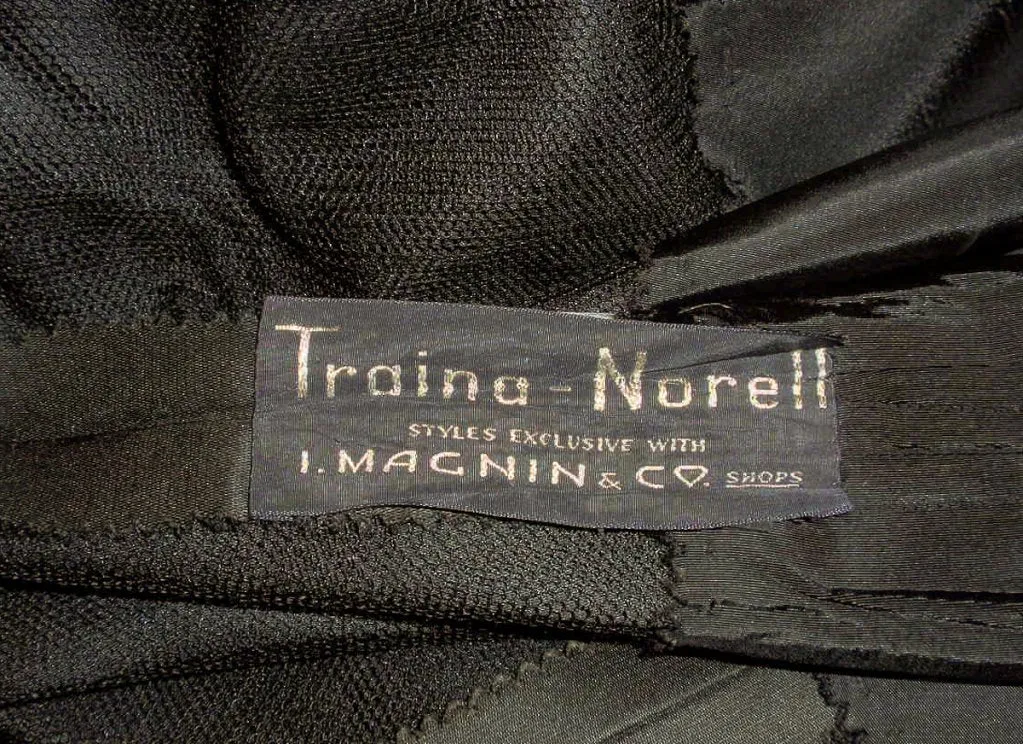 Traina-Norell
STYLES EXCLUSIVE WITH
I. MAGNIN & CO. SHOPS